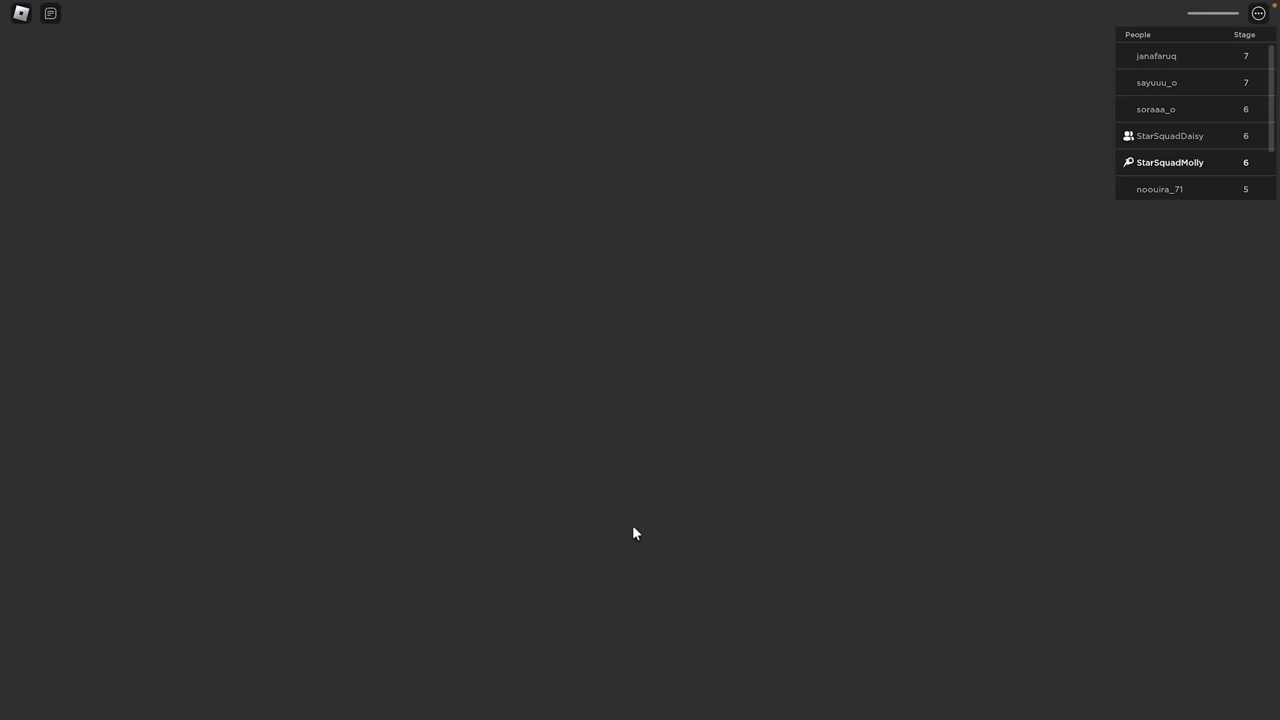 People Stage
janafaruq 7
sayuuu_o 7
soraaa_o 6
StarSquadDaisy 6
StarSquadMolly 6
noouira_71 5